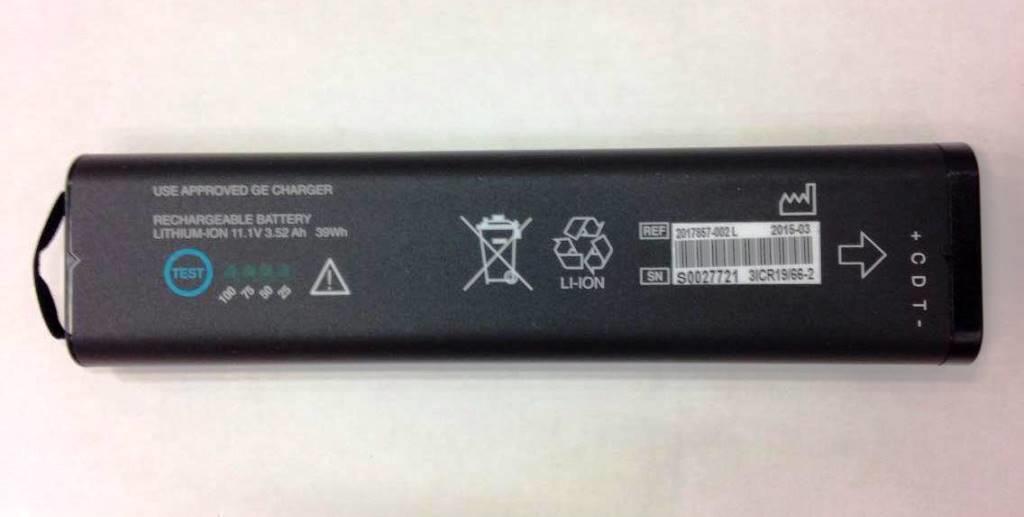 USE APPROVED GE CHARGER
RECHARGEABLE BATTERY
LITHIUM-ION 11.1V 3.52 Ah 39Wh
TEST
100 75 50 25
LI-ION
REF 2017857-002 L 2015-03
SN S0027721 3ICR19/66-2
+ C D T -